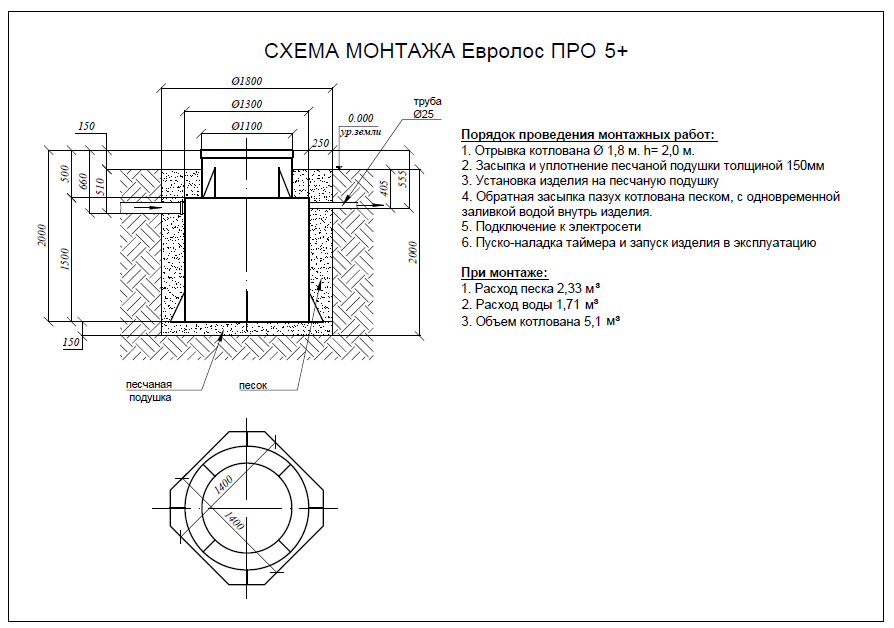 СХЕМА МОНТАЖА Евролос ПРО 5+
Ø1800
Ø1300
Ø1100
150
250
0.000
ур.земли
труба
Ø25
500
660
510
405
555
2000
1500
2000
150
песчаная
подушка
песок
1400
1400
Порядок проведения монтажных работ:
1. Отрывка котлована Ø 1,8 м. h= 2,0 м.
2. Засыпка и уплотнение песчаной подушки толщиной 150мм
3. Установка изделия на песчаную подушку
4. Обратная засыпка пазух котлована песком, с одновременной
заливкой водой внутрь изделия.
5. Подключение к электросети
6. Пуско-наладка таймера и запуск изделия в эксплуатацию
При монтаже:
1. Расход песка 2,33 м³
2. Расход воды 1,71 м³
3. Объем котлована 5,1 м³